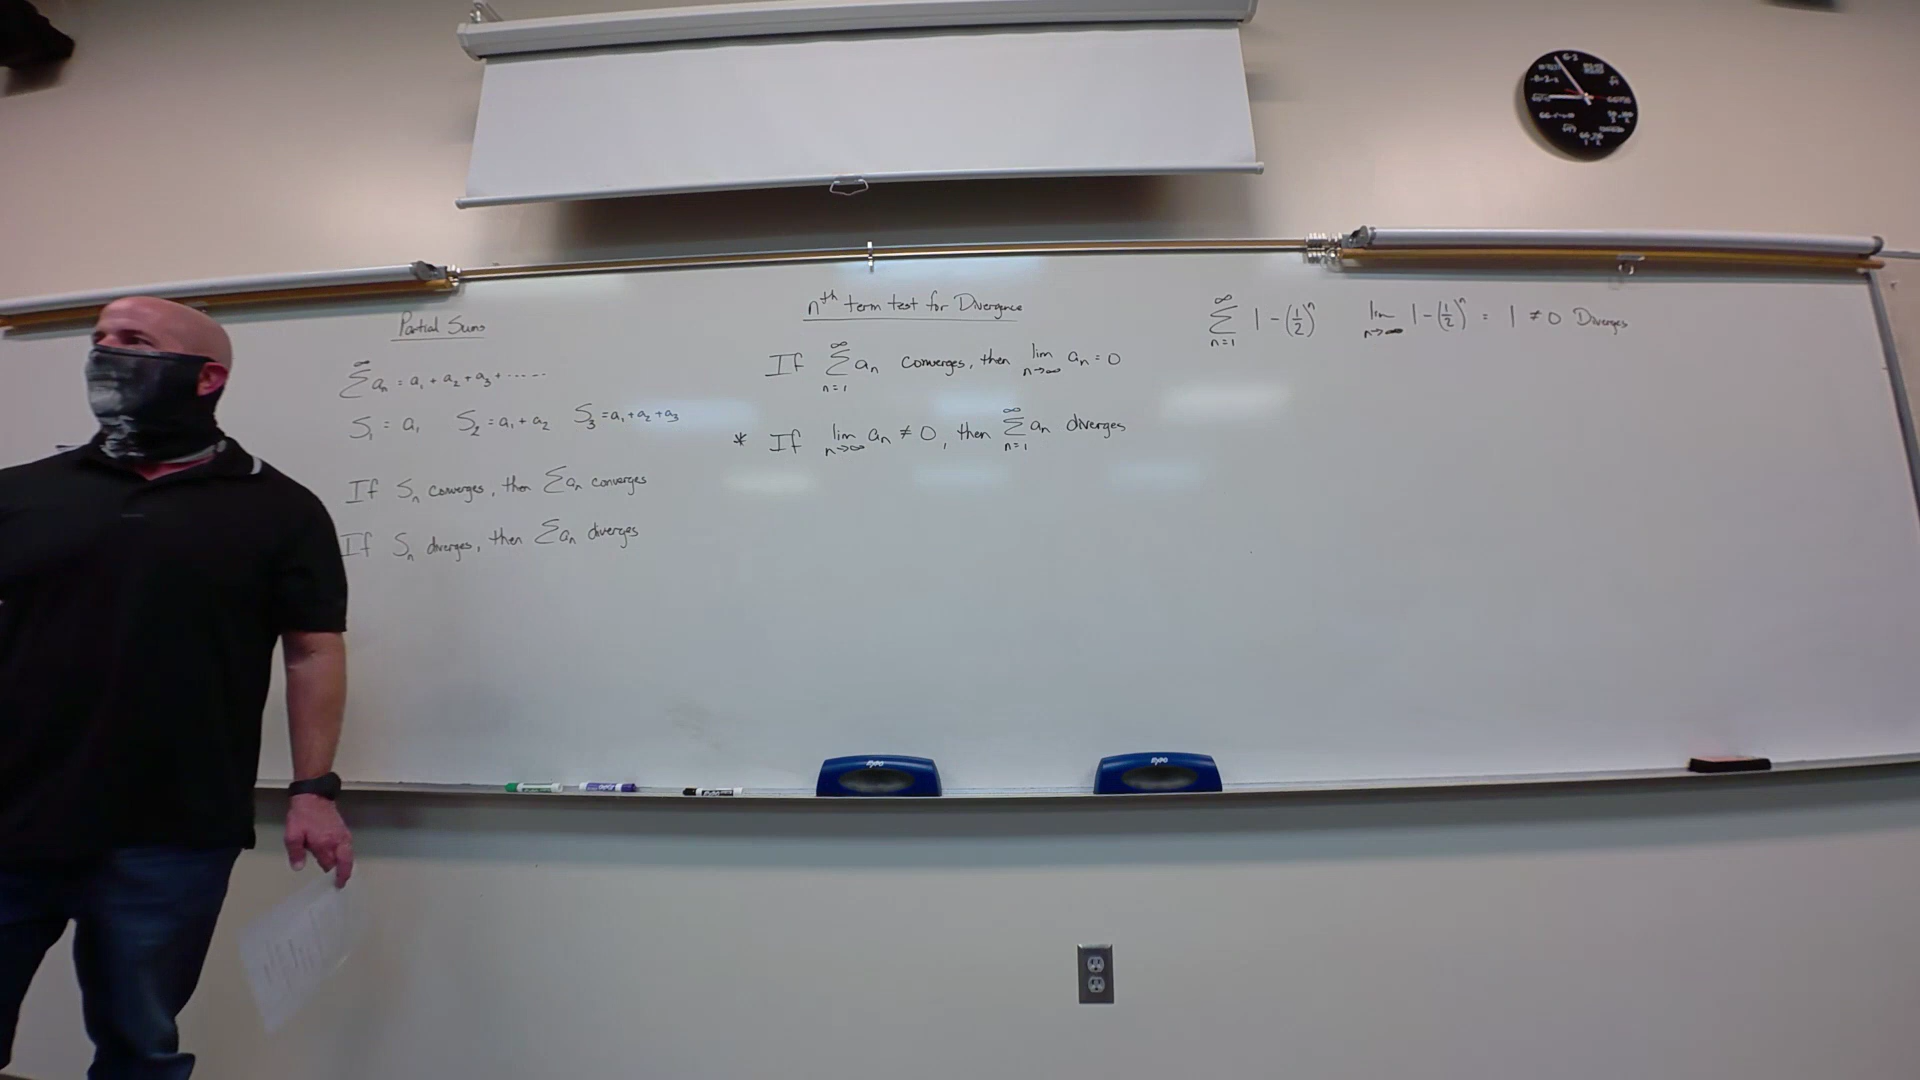 Partial Sums
∞
∑ aₙ = a₁ + a₂ + a₃ + ......
S₁ = a₁ S₂ = a₁ + a₂ S₃ = a₁ + a₂ + a₃
If Sₙ converges, then ∑aₙ converges
If Sₙ diverges, then ∑aₙ diverges
nᵗʰ term test for Divergence
If ∞∑n=1 aₙ converges, then lim n→∞ aₙ = 0
* If lim n→∞ aₙ ≠ 0, then ∞∑n=1 aₙ diverges
∞∑n=1 1 - (1/2)ⁿ lim n→∞ 1 - (1/2)ⁿ = 1 ≠ 0 Diverges
EXPO
EXPO